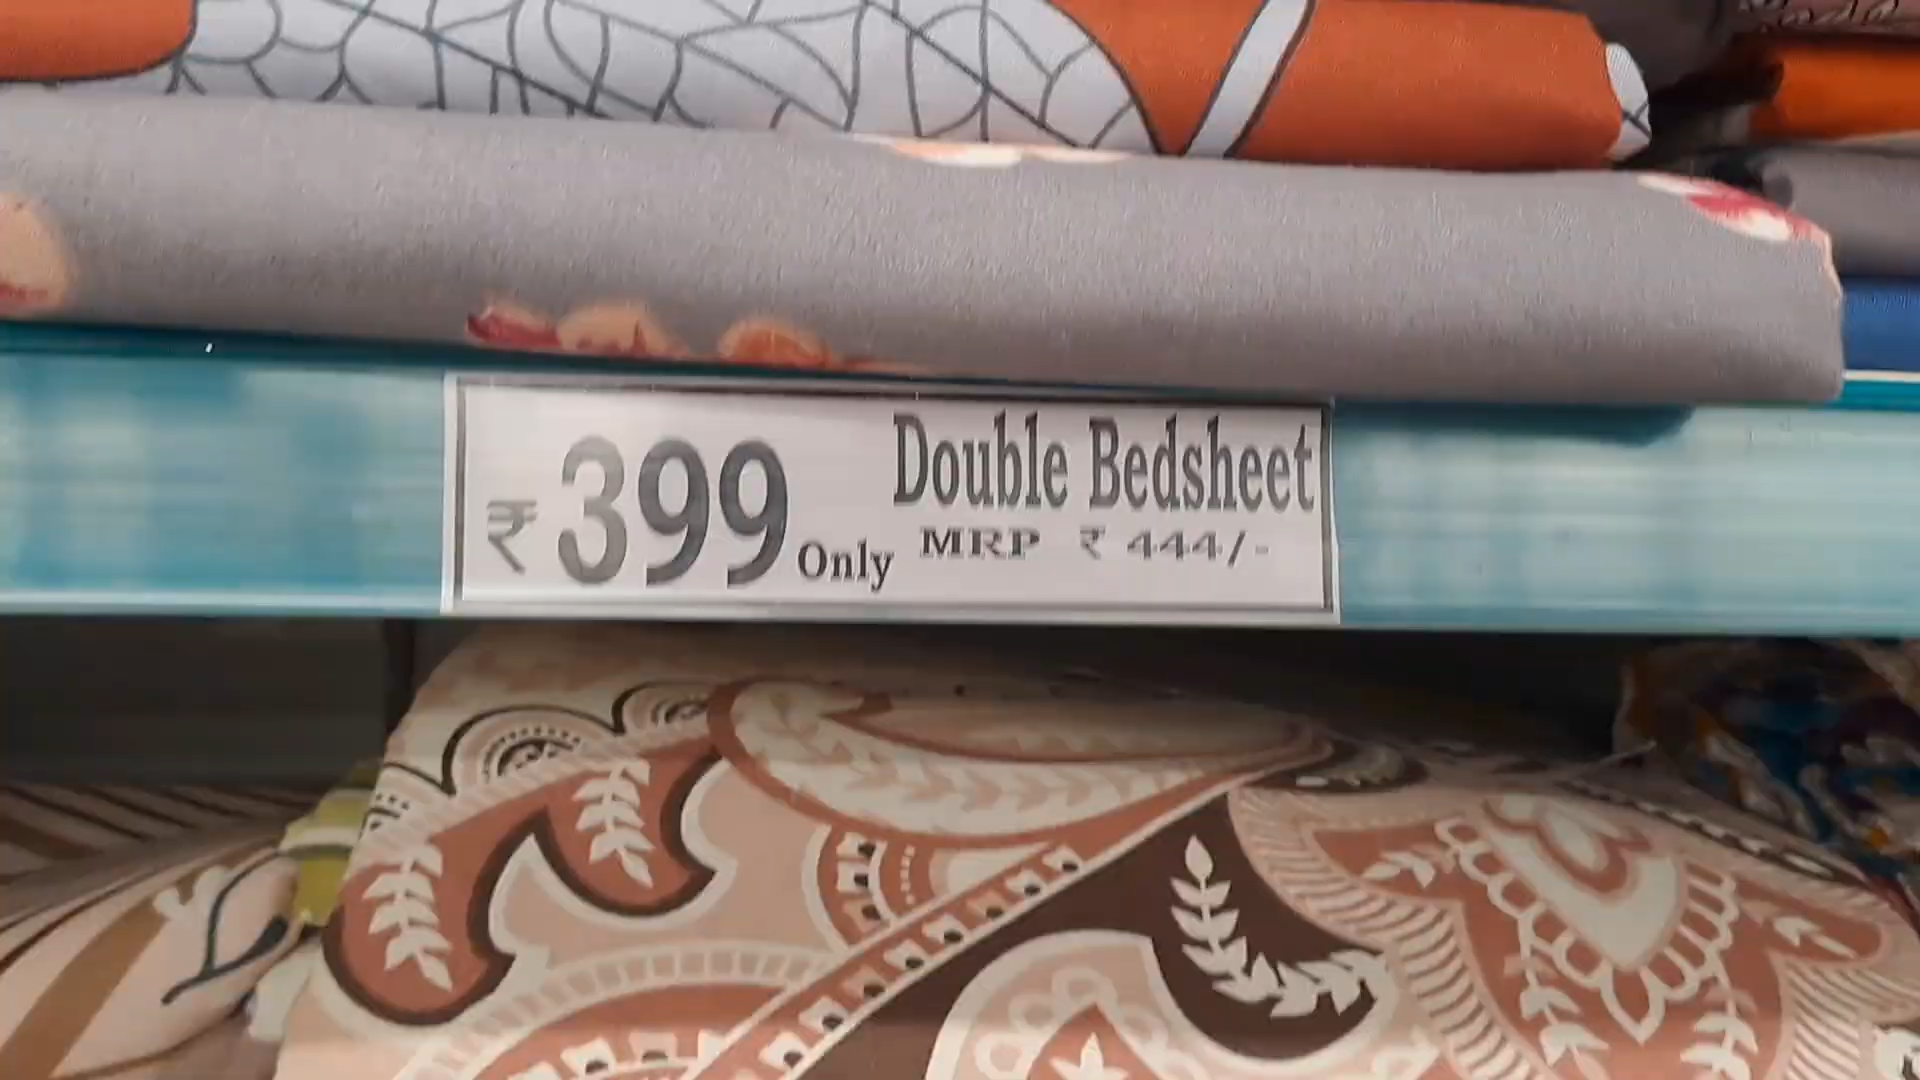 ₹ 399 Only
Double Bedsheet
MRP ₹ 444/-